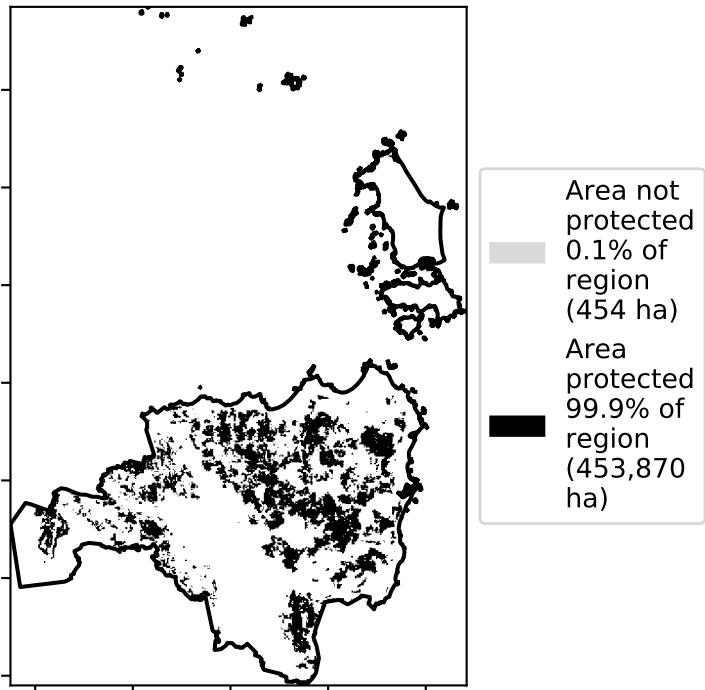 Area not
protected
0.1% of
region
(454 ha)
Area
protected
99.9% of
region
(453,870
ha)